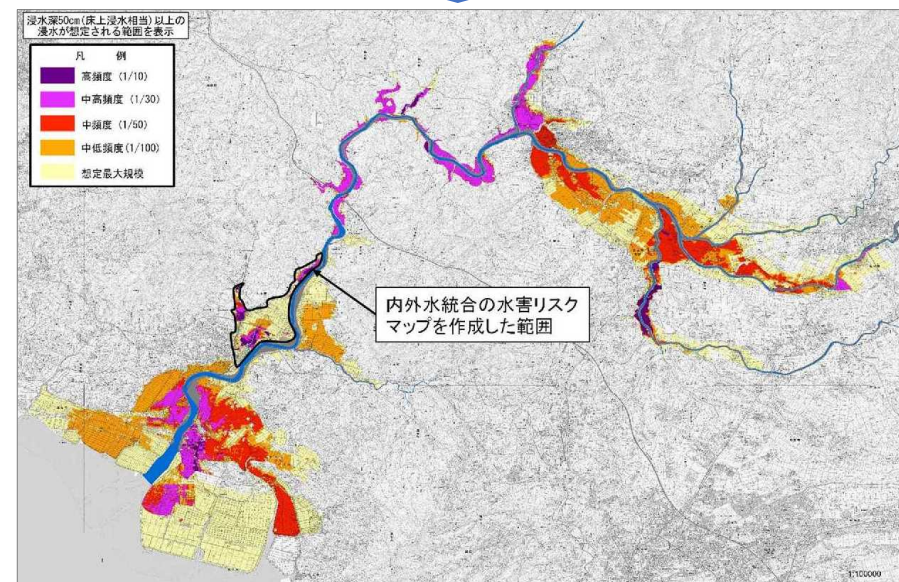 浸水深50cm(床上浸水相当)以上の
浸水が想定される範囲を表示
凡 例
高頻度 (1/10)
中高頻度 (1/30)
中頻度 (1/50)
中低頻度 (1/100)
想定最大規模
内外水統合の水害リスク
マップを作成した範囲
1:100000